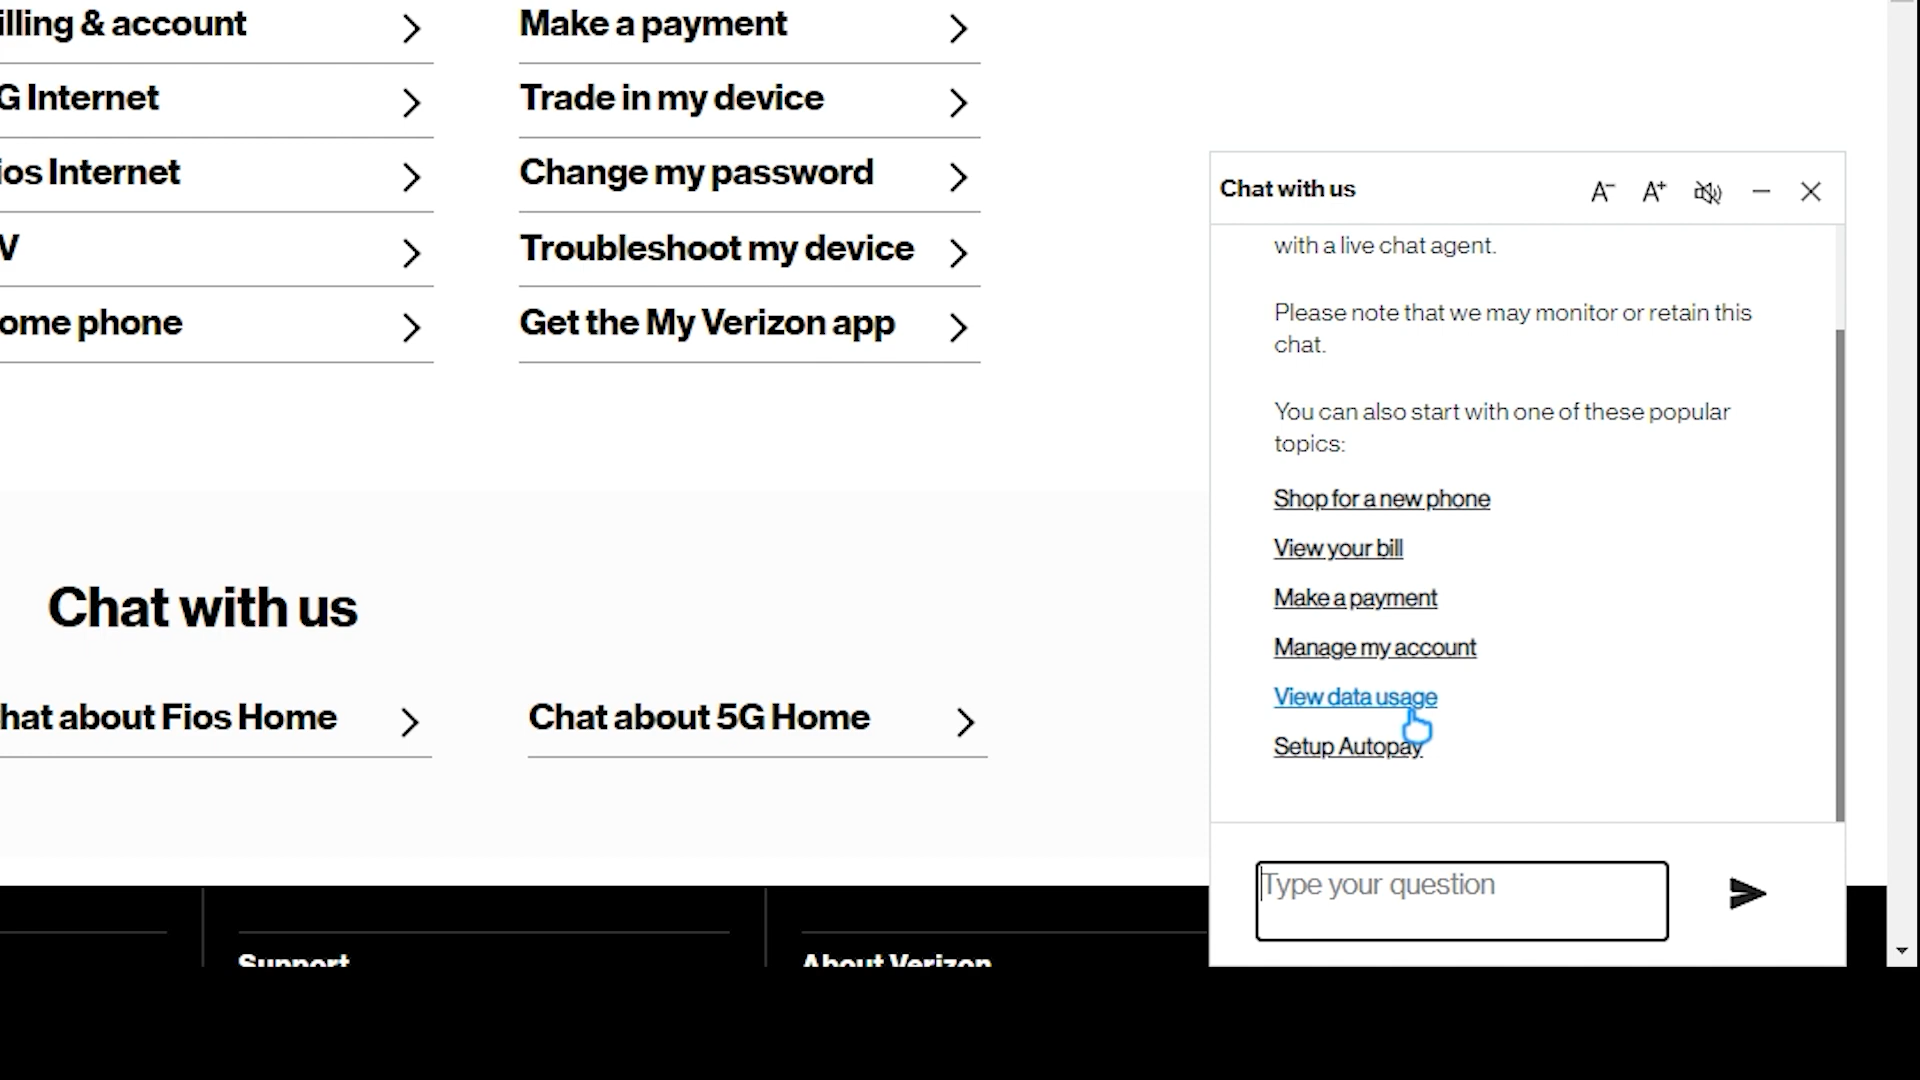 illing & account
G Internet
ios Internet
V
ome phone
Make a payment
Trade in my device
Change my password
Troubleshoot my device
Get the My Verizon app
Chat with us
hat about Fios Home
Chat about 5G Home
Support
About Verizon
Chat with us
A-
A+
with a live chat agent.
Please note that we may monitor or retain this
chat.
You can also start with one of these popular
topics:
Shop for a new phone
View your bill
Make a payment
Manage my account
View data usage
Setup Autopay
Type your question